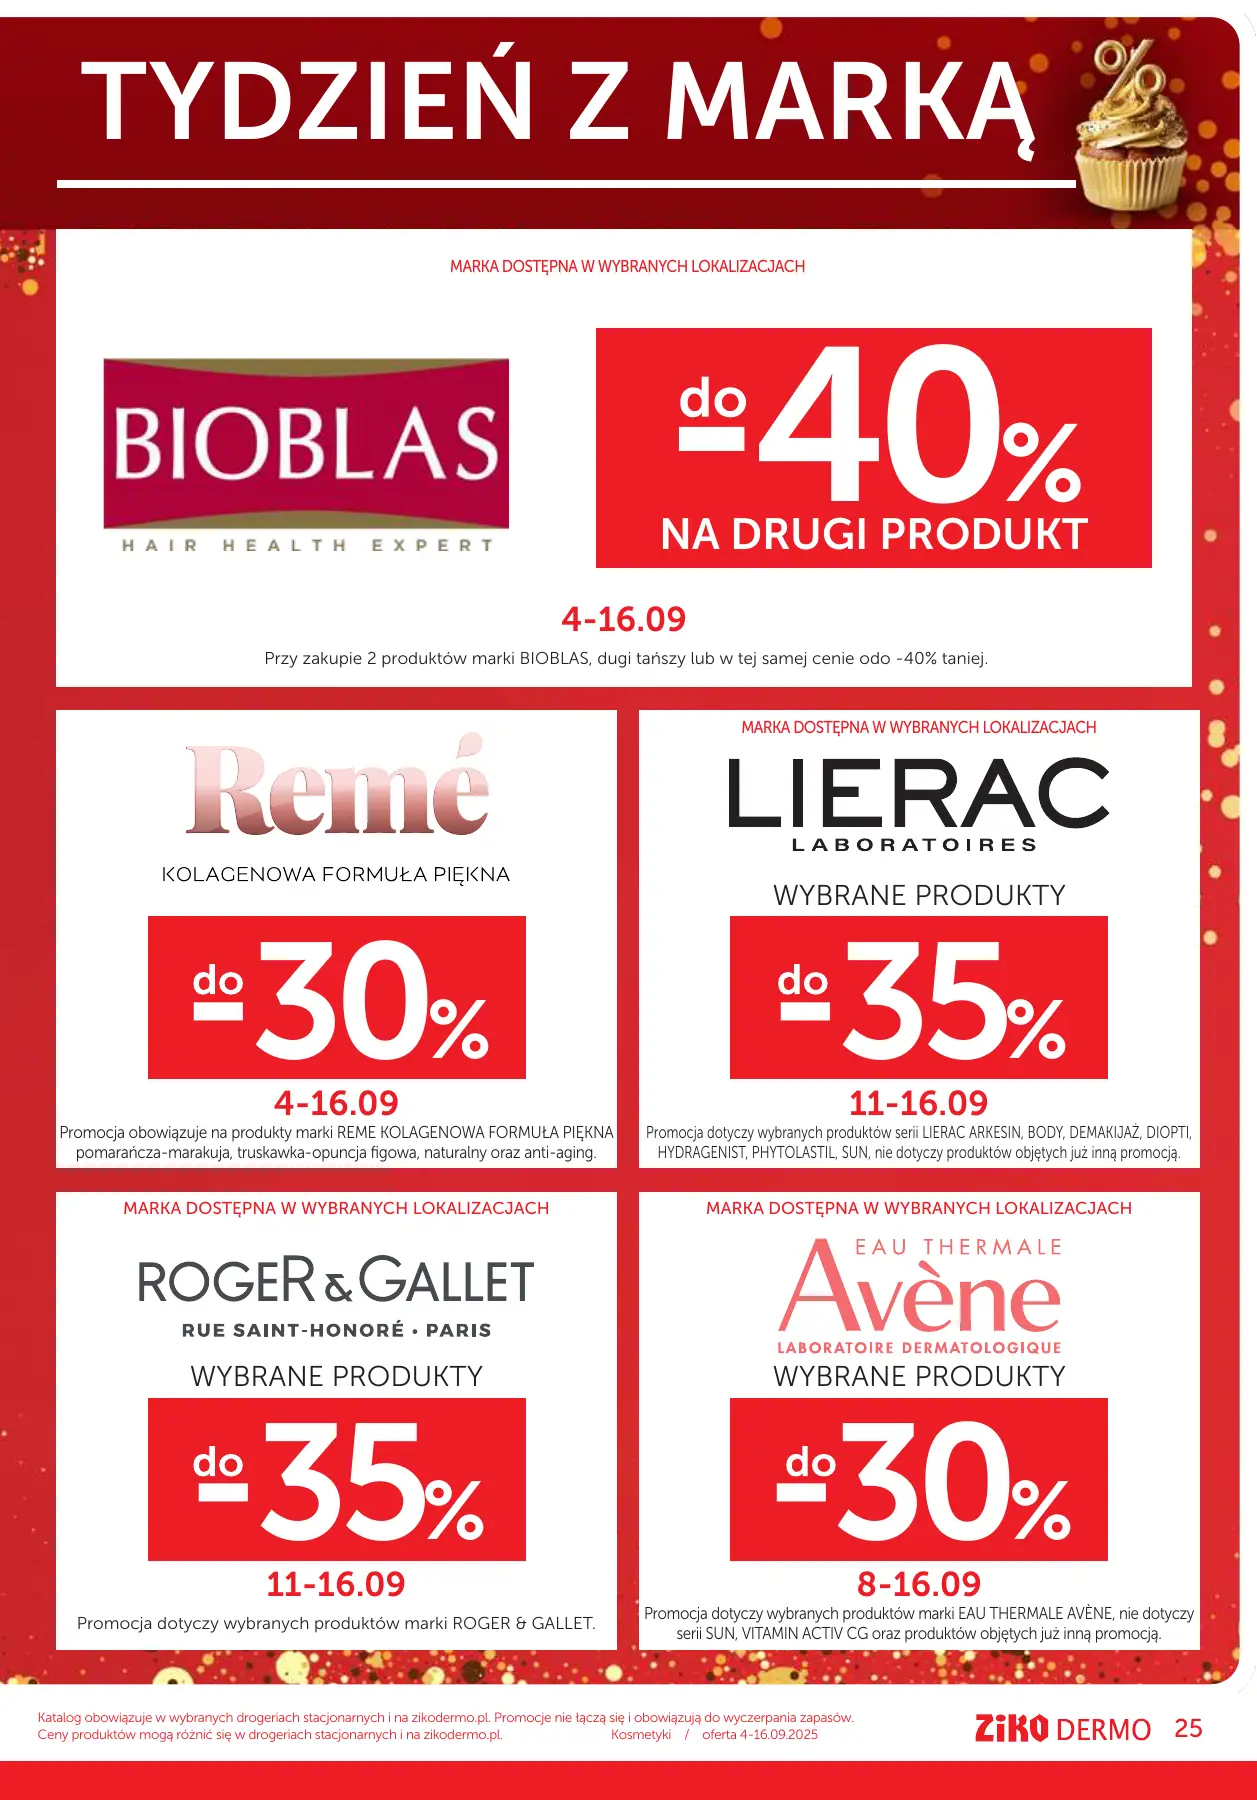 TYDZIEŃ Z MARKĄ
%
MARKA DOSTĘPNA W WYBRANYCH LOKALIZACJACH
BIOBLAS
HAIR HEALTH EXPERT
do
-40%
NA DRUGI PRODUKT
4-16.09
Przy zakupie 2 produktów marki BIOBLAS, dugi tańszy lub w tej samej cenie odo -40% taniej.
Remé
KOLAGENOWA FORMUŁA PIĘKNA
do
-30%
4-16.09
Promocja obowiązuje na produkty marki REME KOLAGENOWA FORMUŁA PIĘKNA
pomarańcza-marakuja, truskawka-opuncja figowa, naturalny oraz anti-aging.
MARKA DOSTĘPNA W WYBRANYCH LOKALIZACJACH
LIERAC
LABORATOIRES
WYBRANE PRODUKTY
do
-35%
11-16.09
Promocja dotyczy wybranych produktów serii LIERAC ARKESIN, BODY, DEMAKIJAŻ, DIOPTI,
HYDRAGENIST, PHYTOLASTIL, SUN, nie dotyczy produktów objętych już inną promocją.
MARKA DOSTĘPNA W WYBRANYCH LOKALIZACJACH
ROGER & GALLET
RUE SAINT-HONORÉ • PARIS
WYBRANE PRODUKTY
do
-35%
11-16.09
Promocja dotyczy wybranych produktów marki ROGER & GALLET.
MARKA DOSTĘPNA W WYBRANYCH LOKALIZACJACH
EAU THERMALE
Avène
LABORATOIRE DERMATOLOGIQUE
WYBRANE PRODUKTY
do
-30%
8-16.09
Promocja dotyczy wybranych produktów marki EAU THERMALE AVÈNE, nie dotyczy
serii SUN, VITAMIN ACTIV CG oraz produktów objętych już inną promocją.
Katalog obowiązuje w wybranych drogeriach stacjonarnych i na zikodermo.pl. Promocje nie łączą się i obowiązują do wyczerpania zapasów.
Ceny produktów mogą różnić się w drogeriach stacjonarnych i na zikodermo.pl. Kosmetyki / oferta 4-16.09.2025
ZIKO DERMO 25